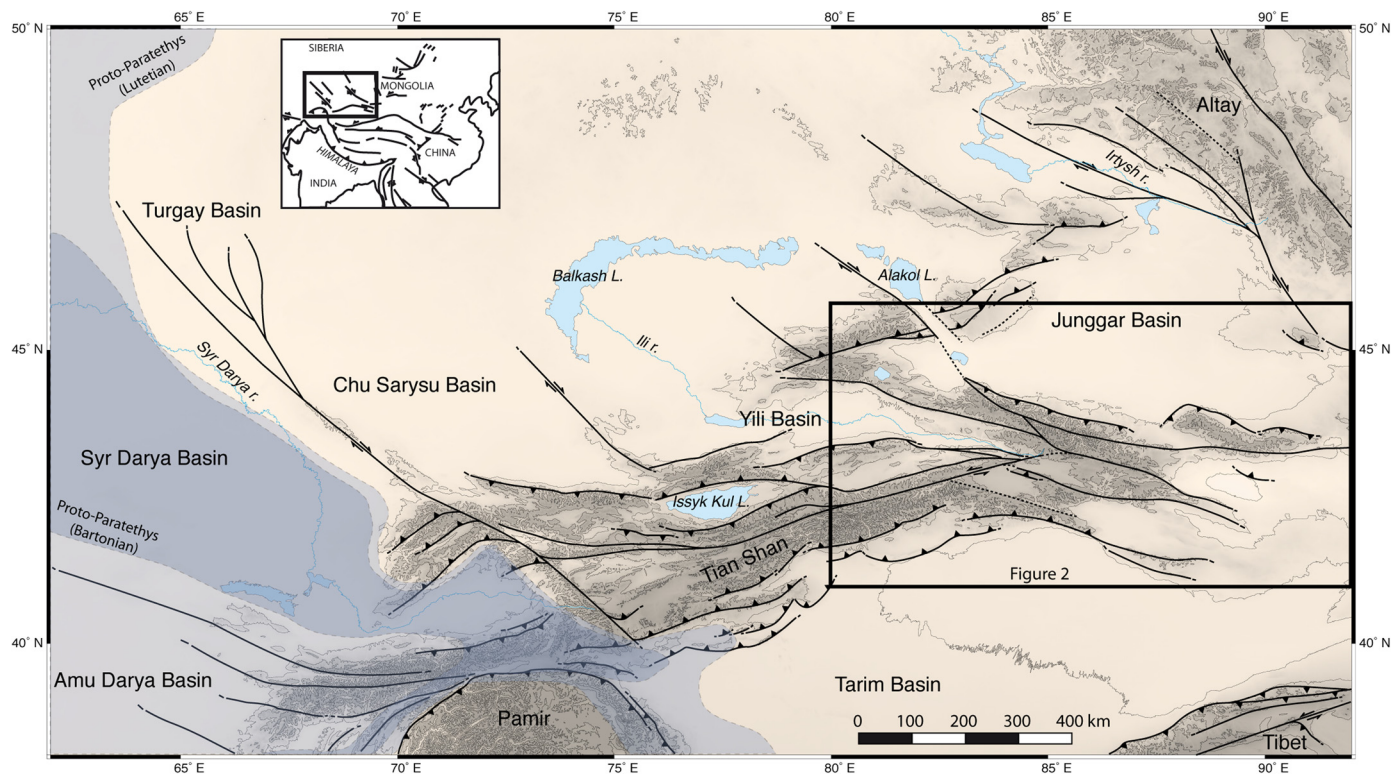 65° E 70° E 75° E 80° E 85° E 90° E
50° N
50° N
Proto-Paratethys
(Lutetian)
SIBERIA
MONGOLIA
HIMALAYA
CHINA
INDIA
Altay
Irtysh r.
Turgay Basin
Balkash L.
Alakol L.
Junggar Basin
45° N
45° N
Ili r.
Syr Darya r.
Chu Sarysu Basin
Yili Basin
Syr Darya Basin
Issyk Kul L.
Proto-Paratethys
(Bartonian)
Tian Shan
Figure 2
40° N
40° N
Amu Darya Basin
Tarim Basin
Pamir
0 100 200 300 400 km
Tibet
65° E 70° E 75° E 80° E 85° E 90° E